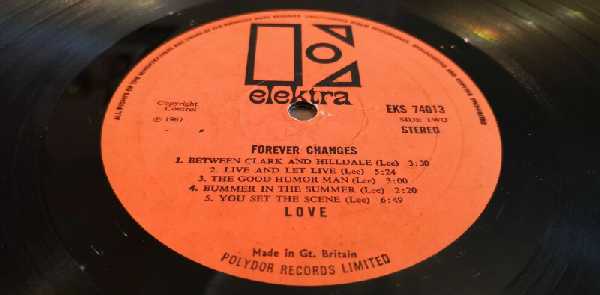 elektra
EKS 74013
SIDE TWO
STEREO
Copyright
Control
℗ 1967
FOREVER CHANGES
1. BETWEEN CLARK AND HILLDALE (Lee) 3:30
2. LIVE AND LET LIVE (Lee) 5:24
3. THE GOOD HUMOR MAN (Lee) 3:00
4. BUMMER IN THE SUMMER (Lee) 2:20
5. YOU SET THE SCENE (Lee) 6:49
LOVE
Made in Gt. Britain
POLYDOR RECORDS LIMITED